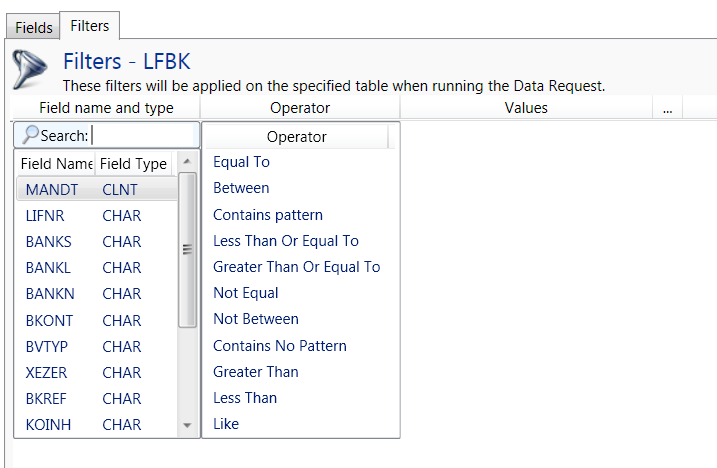 Fields Filters
Filters - LFBK
These filters will be applied on the specified table when running the Data Request.
Field name and type Operator Values ...
Search: Operator
Field Name Field Type
Equal To
MANDT CLNT Between
LIFNR CHAR Contains pattern
BANKS CHAR Less Than Or Equal To
BANKL CHAR Greater Than Or Equal To
BANKN CHAR Not Equal
BKONT CHAR Not Between
BVTYP CHAR Contains No Pattern
XEZER CHAR Greater Than
BKREF CHAR Less Than
KOINH CHAR Like